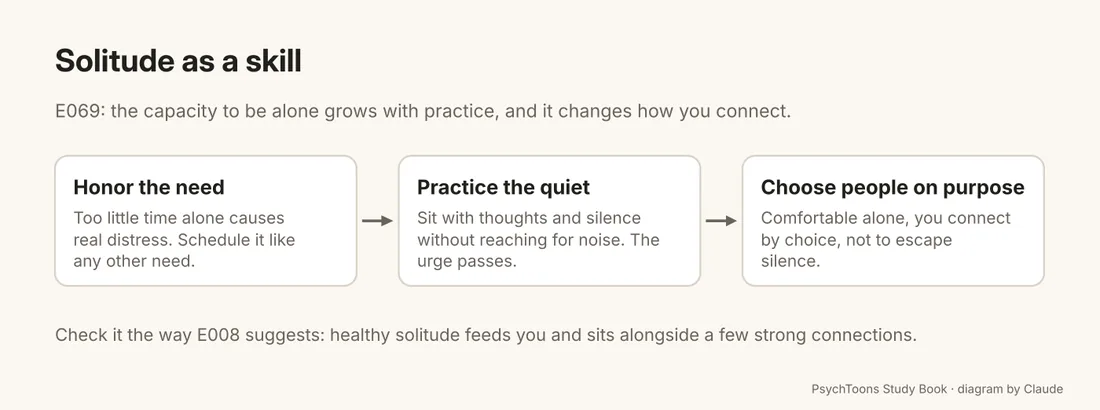 Solitude as a skill
E069: the capacity to be alone grows with practice, and it changes how you connect.
Honor the need
Too little time alone causes
real distress. Schedule it like
any other need.
Practice the quiet
Sit with thoughts and silence
without reaching for noise. The
urge passes.
Choose people on purpose
Comfortable alone, you connect
by choice, not to escape
silence.
Check it the way E008 suggests: healthy solitude feeds you and sits alongside a few strong connections.
PsychToons Study Book · diagram by Claude